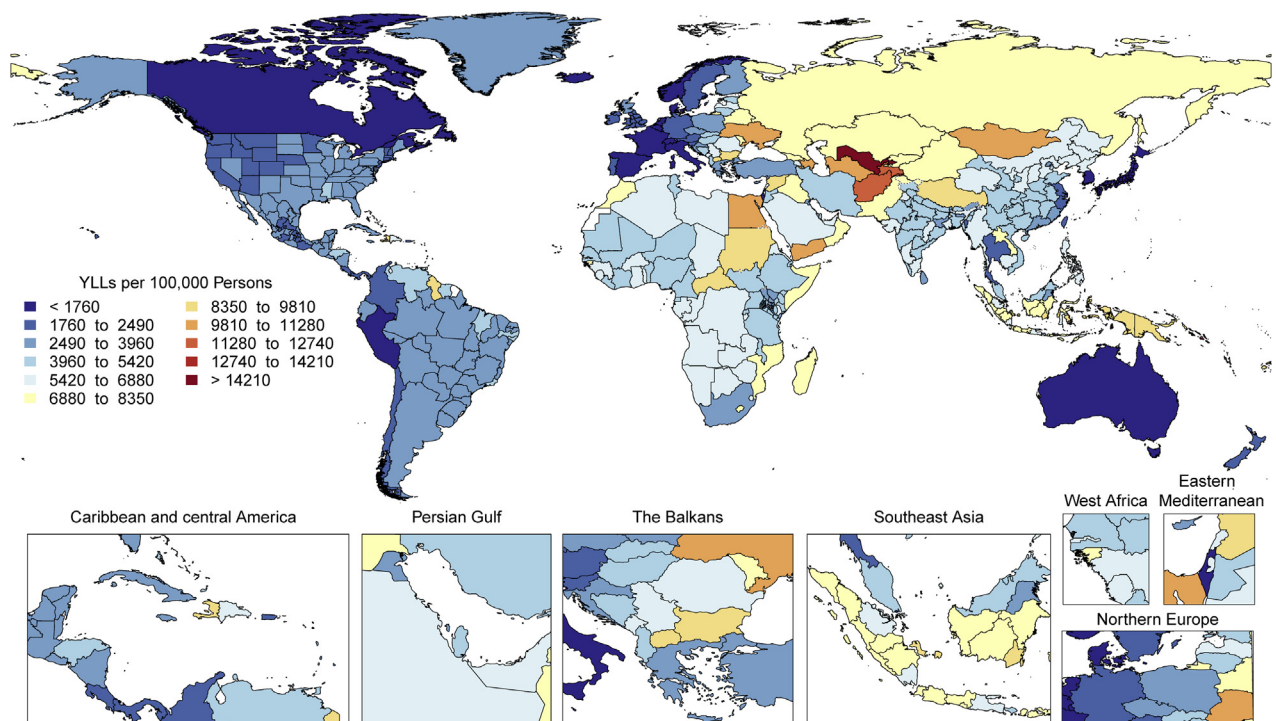 YLLs per 100,000 Persons
< 1760
1760 to 2490
2490 to 3960
3960 to 5420
5420 to 6880
6880 to 8350
8350 to 9810
9810 to 11280
11280 to 12740
12740 to 14210
> 14210
Caribbean and central America
Persian Gulf
The Balkans
Southeast Asia
West Africa
Eastern
Mediterranean
Northern Europe